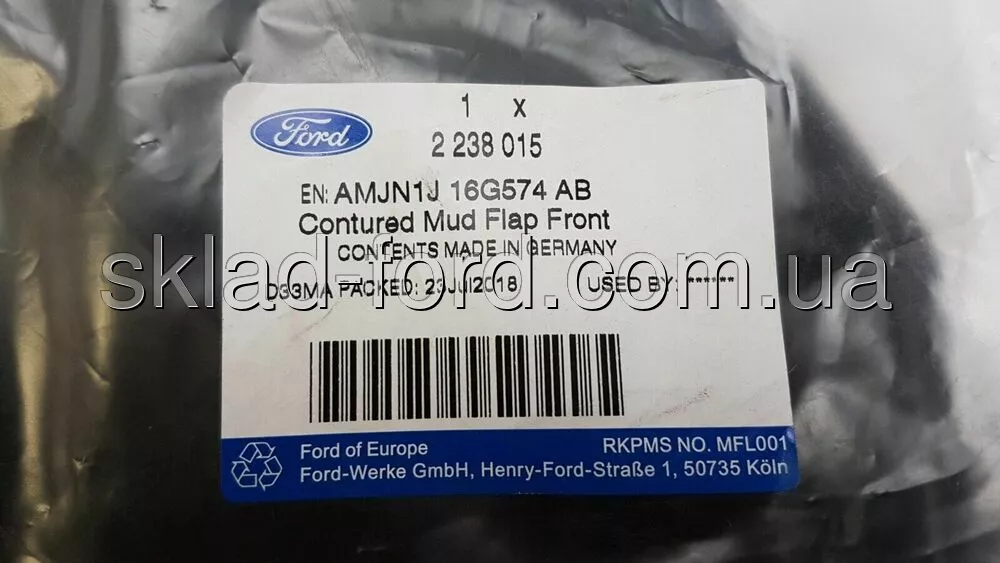 Ford
1 x
2 238 015
EN: AMJN1J 16G574 AB
Contured Mud Flap Front
CONTENTS MADE IN GERMANY
sklad-ford.com.ua
D33MA PACKED: 23Jul2018 USED BY: ******
Ford of Europe RKPMS NO. MFL001
Ford-Werke GmbH, Henry-Ford-Straße 1, 50735 Köln